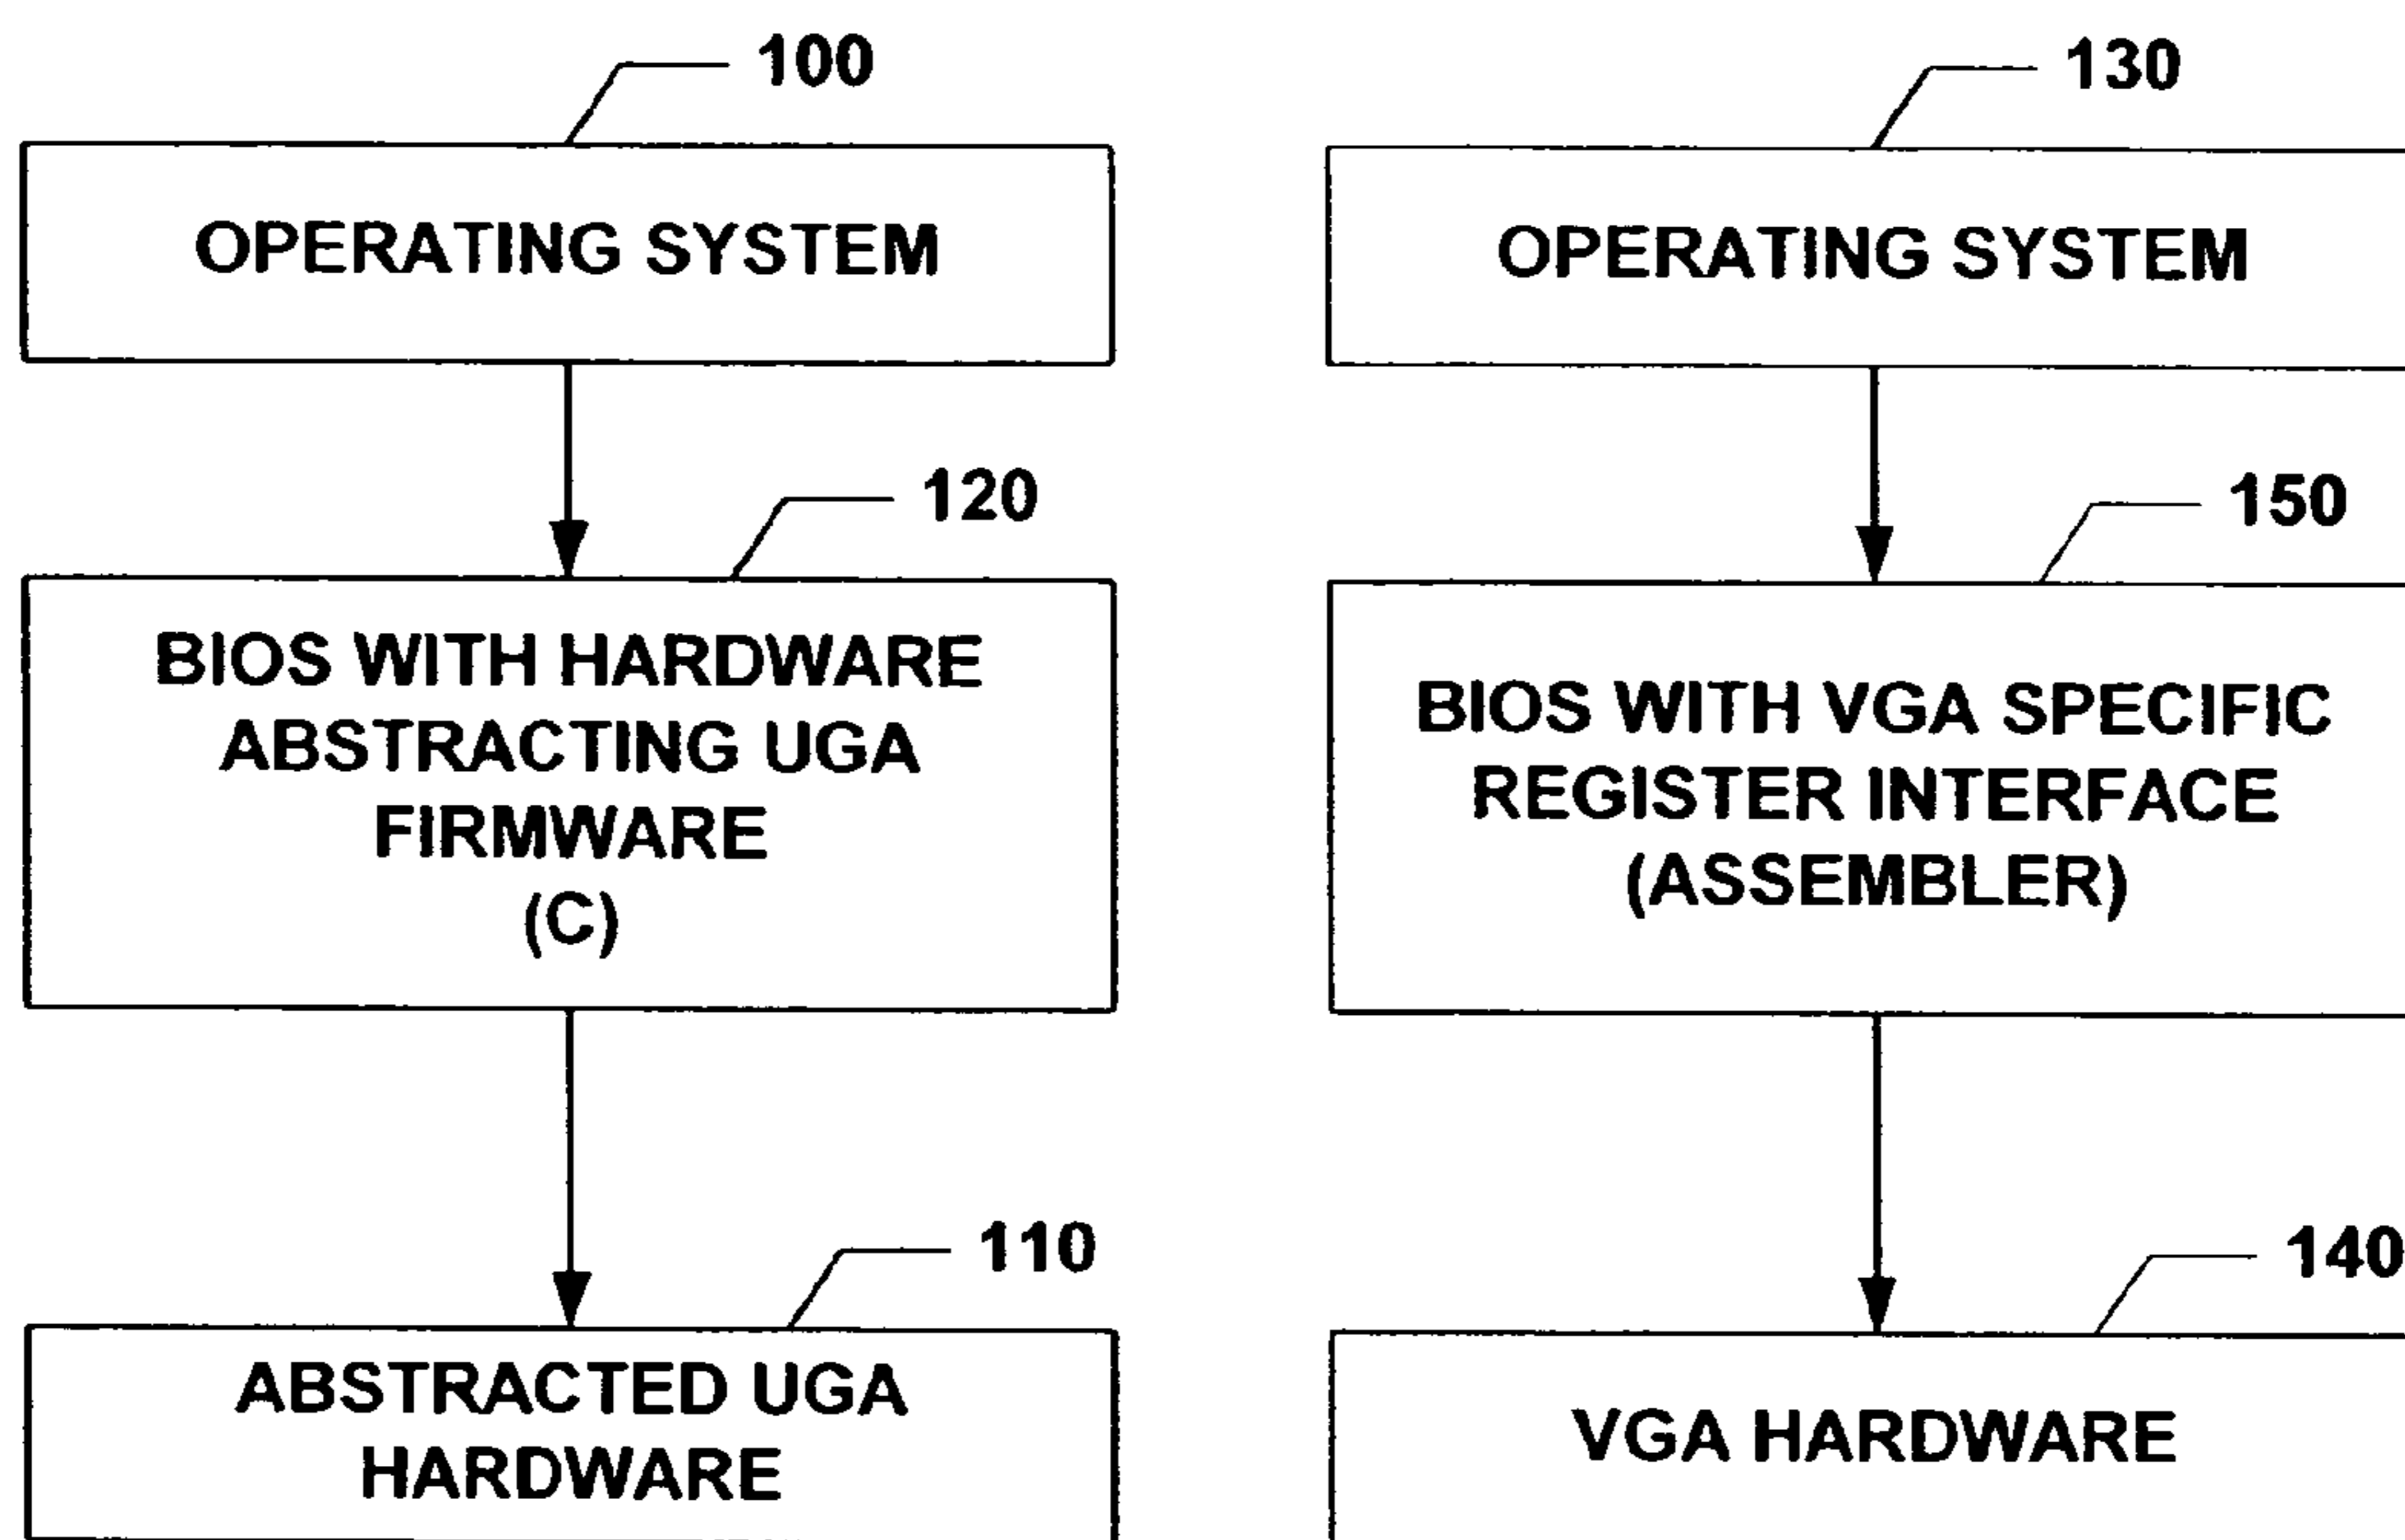 100
OPERATING SYSTEM
120
BIOS WITH HARDWARE
ABSTRACTING UGA
FIRMWARE
(C)
110
ABSTRACTED UGA
HARDWARE
130
OPERATING SYSTEM
150
BIOS WITH VGA SPECIFIC
REGISTER INTERFACE
(ASSEMBLER)
140
VGA HARDWARE